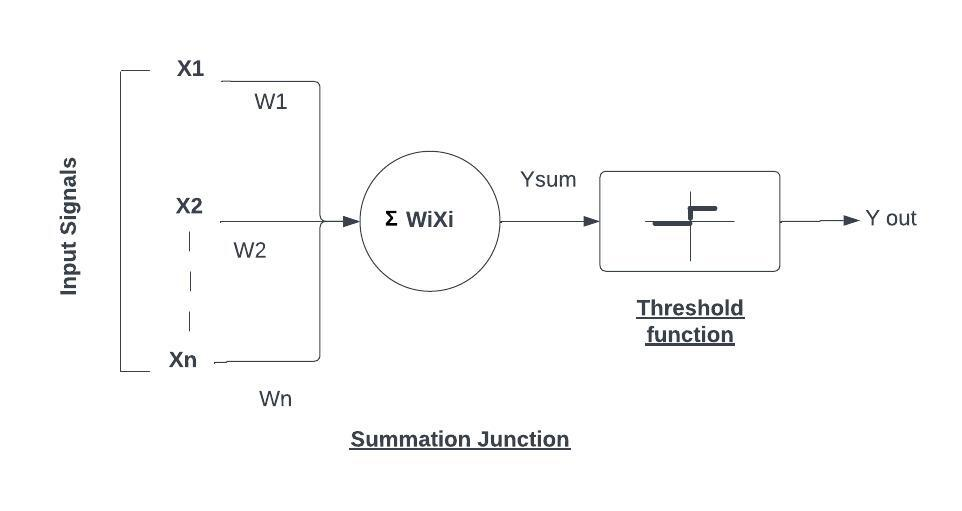 Input Signals
X1
W1
X2
W2
Xn
Wn
Σ WiXi
Ysum
Threshold
function
Y out
Summation Junction